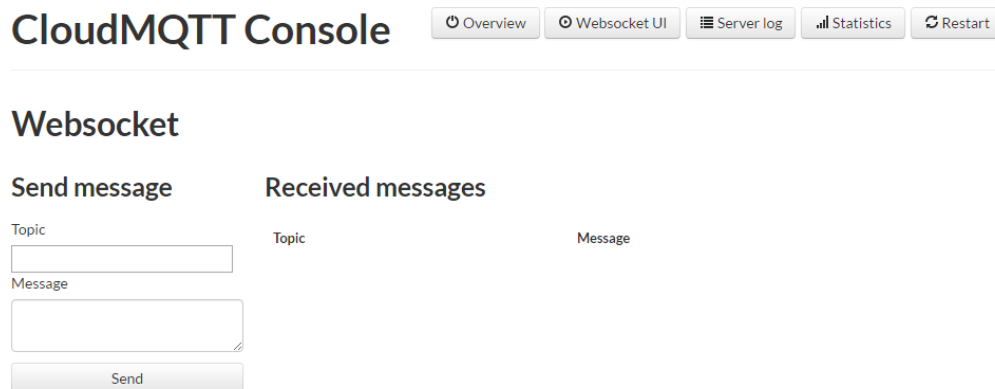 CloudMQTT Console
Overview
Websocket UI
Server log
Statistics
Restart
Websocket
Send message
Received messages
Topic
Topic
Message
Message
Send